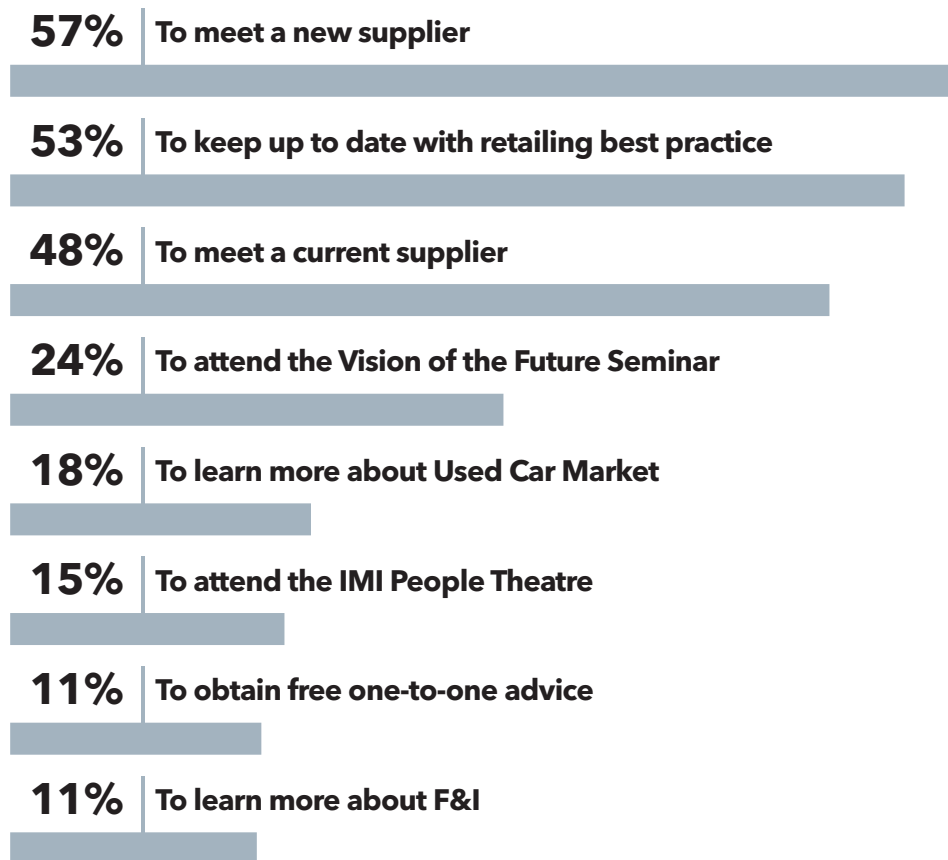 57% To meet a new supplier
53% To keep up to date with retailing best practice
48% To meet a current supplier
24% To attend the Vision of the Future Seminar
18% To learn more about Used Car Market
15% To attend the IMI People Theatre
11% To obtain free one-to-one advice
11% To learn more about F&I